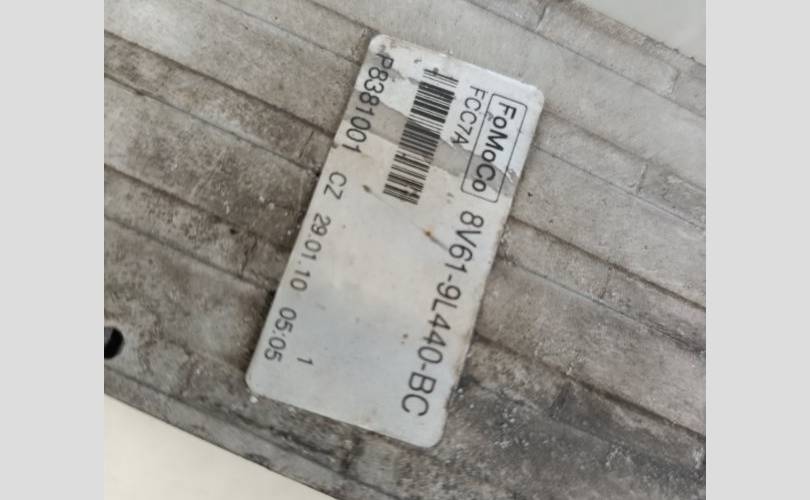 FoMoCo 8V61-9L440-BC
FCC7A
P8381001 CZ 29.01.10 05:05
1